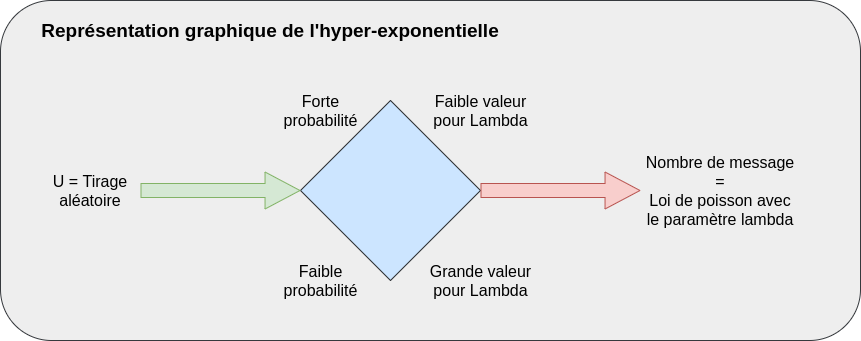 Représentation graphique de l'hyper-exponentielle
Forte
probabilité
Faible valeur
pour Lambda
U = Tirage
aléatoire
Nombre de message
=
Loi de poisson avec
le paramètre lambda
Faible
probabilité
Grande valeur
pour Lambda